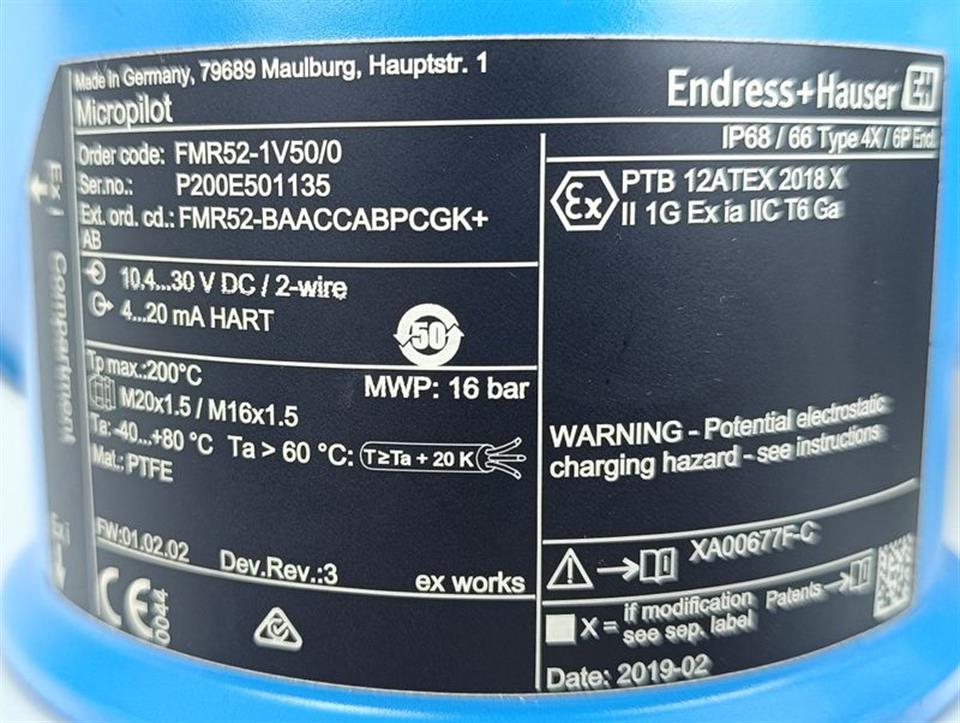 Made in Germany, 79689 Maulburg, Hauptstr. 1
Micropilot
Endress+Hauser EH
IP68 / 66 Type 4X / 6P Encl.
Order code: FMR52-1V50/0
Ser.no.: P200E501135
Ext. ord. cd.: FMR52-BAACCABPCGK+
AB
10,4...30 V DC / 2-wire
4...20 mA HART
50
Tp max.:200°C
MWP: 16 bar
M20x1.5 / M16x1.5
Ta: -40...+80 °C Ta > 60 °C: T≥Ta + 20 K
Mat.: PTFE
FW:01.02.02
Dev.Rev.:3
ex works
CE 0044
Ex PTB 12ATEX 2018 X
II 1G Ex ia IIC T6 Ga
WARNING - Potential electrostatic
charging hazard - see instructions
XA00677F-C
X = if modification
see sep. label
Patents
Date: 2019-02
Ex i
Compartment
Ex i